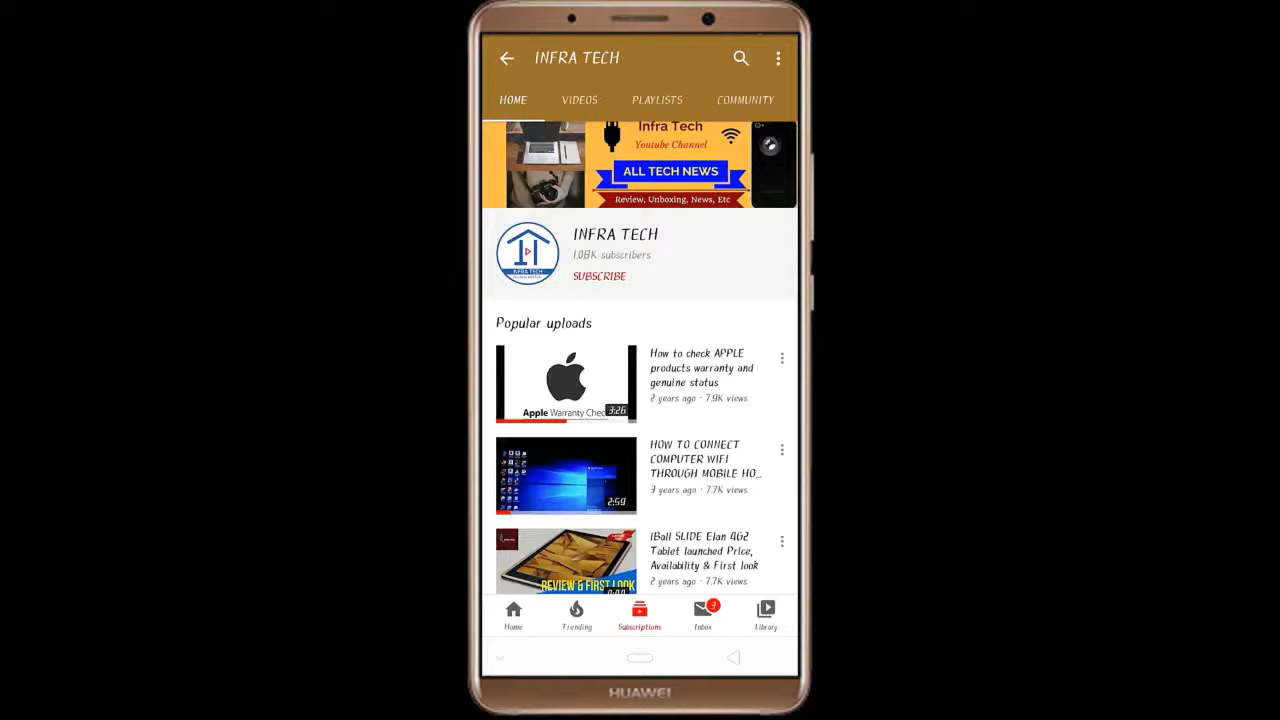 INFRA TECH
HOME VIDEOS PLAYLISTS COMMUNITY
Infra Tech
Youtube Channel
ALL TECH NEWS
Review, Unboxing, News, Etc
INFRA TECH
INFRA TECH
1.08K subscribers
SUBSCRIBE
Popular uploads
Apple Warranty Chec
3:26
How to check APPLE
products warranty and
genuine status
2 years ago · 7.9K views
2:59
HOW TO CONNECT
COMPUTER WIFI
THROUGH MOBILE HO...
3 years ago · 7.7K views
REVIEW & FIRST LOOK
iBall SLIDE Elan 4G2
Tablet launched Price,
Availability & First look
2 years ago · 7.7K views
7
Home Trending Subscriptions Inbox Library
HUAWEI